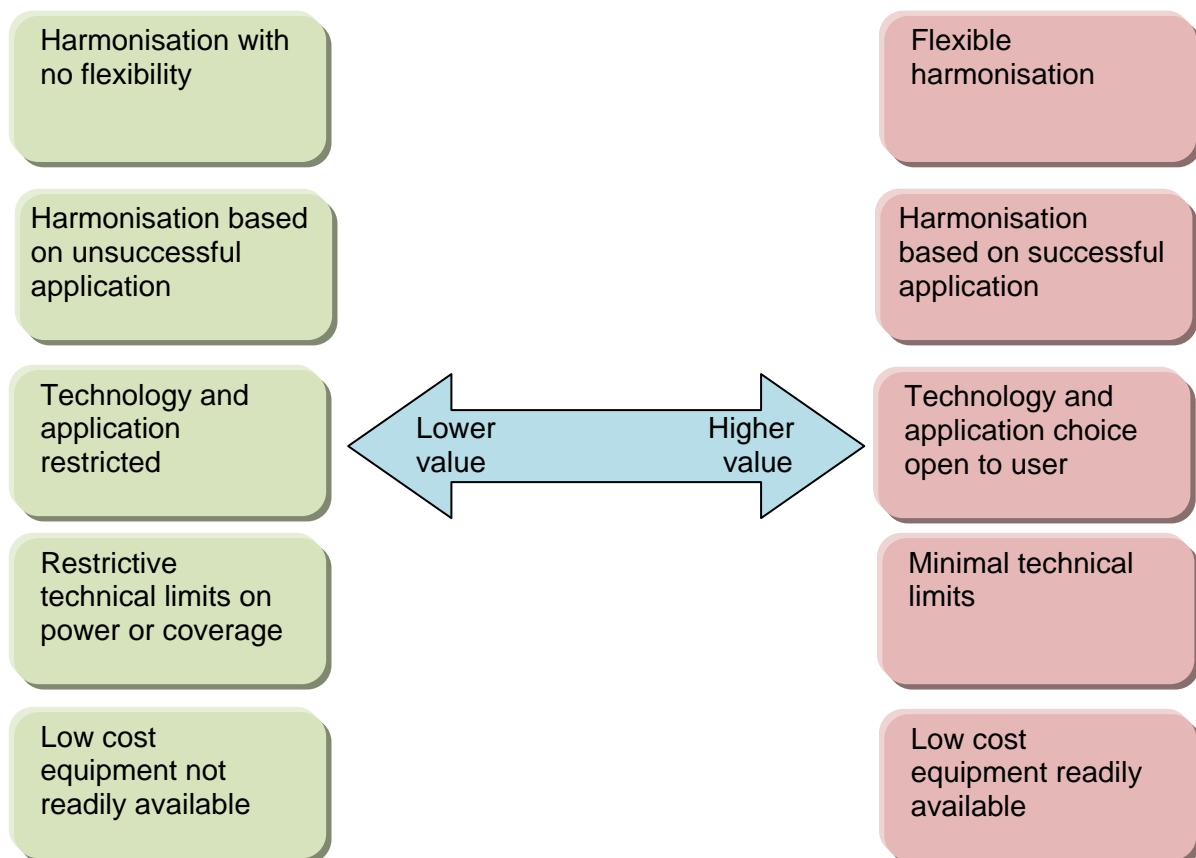 Harmonisation with
no flexibility
Flexible
harmonisation
Harmonisation based
on unsuccessful
application
Harmonisation
based on successful
application
Technology and
application
restricted
Lower
value
Higher
value
Technology and
application choice
open to user
Restrictive
technical limits on
power or coverage
Minimal technical
limits
Low cost
equipment not
readily available
Low cost
equipment readily
available